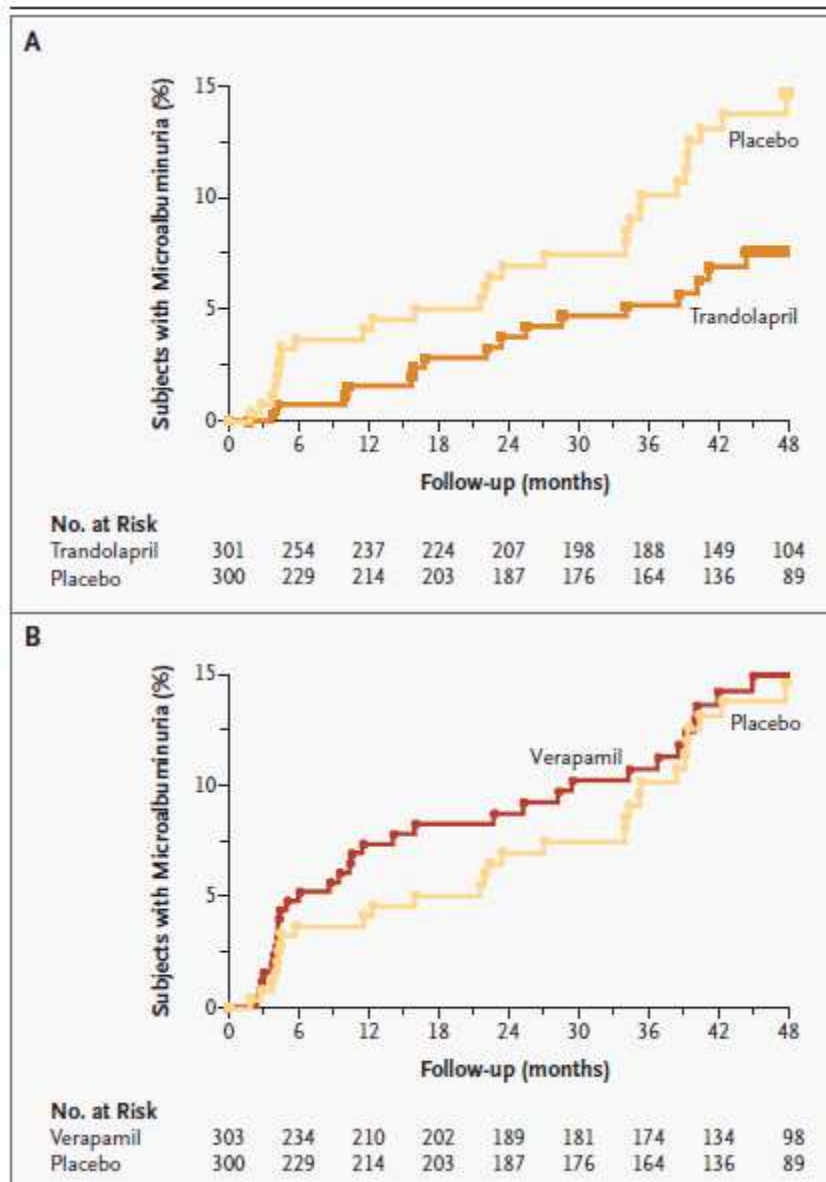 A
Subjects with Microalbuminuria (%)
15
10
5
0
Placebo
Trandolapril
0 6 12 18 24 30 36 42 48
Follow-up (months)
No. at Risk
Trandolapril 301 254 237 224 207 198 188 149 104
Placebo 300 229 214 203 187 176 164 136 89
B
Subjects with Microalbuminuria (%)
15
10
5
0
Placebo
Verapamil
0 6 12 18 24 30 36 42 48
Follow-up (months)
No. at Risk
Verapamil 303 234 210 202 189 181 174 134 98
Placebo 300 229 214 203 187 176 164 136 89